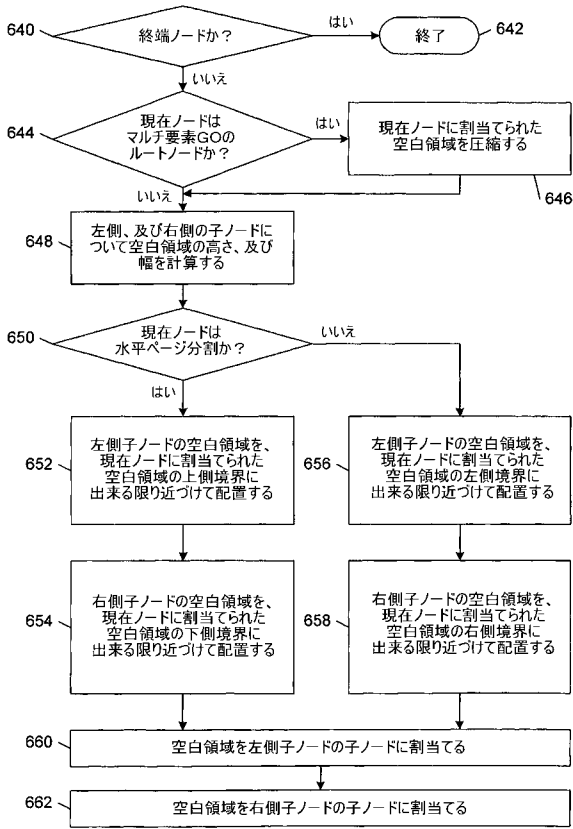 640
終端ノードか？
はい
終了
642
いいえ
644
現在ノードは
マルチ要素GOの
ルートノードか？
はい
現在ノードに割当てられた
空白領域を圧縮する
646
いいえ
648
左側、及び右側の子ノードに
ついて空白領域の高さ、及び
幅を計算する
650
現在ノードは
水平ページ分割か？
いいえ
はい
652
左側子ノードの空白領域を、
現在ノードに割当てられた
空白領域の上側境界に
出来る限り近づけて配置する
656
左側子ノードの空白領域を、
現在ノードに割当てられた
空白領域の左側境界に
出来る限り近づけて配置する
654
右側子ノードの空白領域を、
現在ノードに割当てられた
空白領域の下側境界に
出来る限り近づけて配置する
658
右側子ノードの空白領域を、
現在ノードに割当てられた
空白領域の右側境界に
出来る限り近づけて配置する
660
空白領域を左側子ノードの子ノードに割当てる
662
空白領域を右側子ノードの子ノードに割当てる